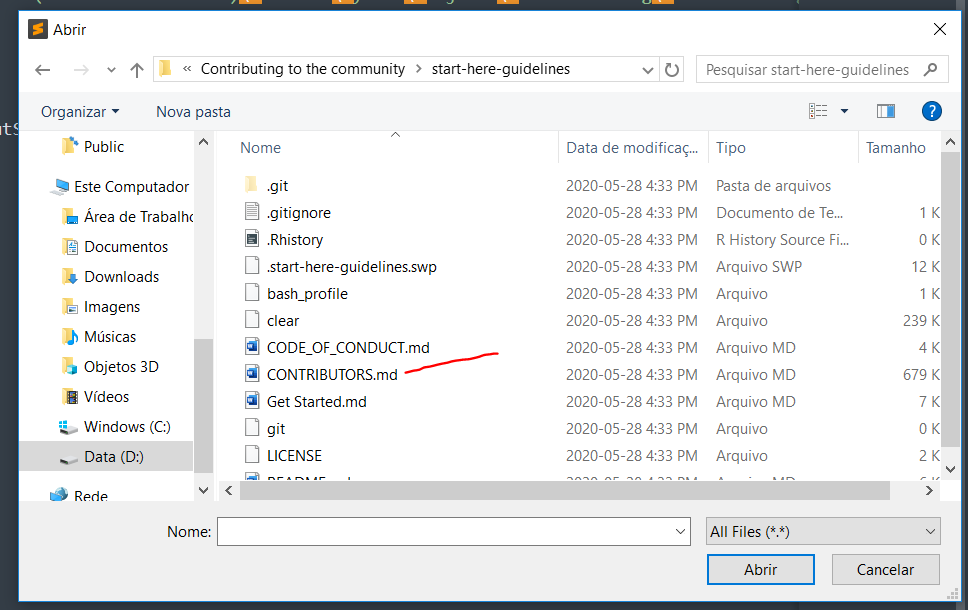 Abrir
« Contributing to the community > start-here-guidelines
Pesquisar start-here-guidelines
Organizar
Nova pasta
Nome
Data de modificaç...
Tipo
Tamanho
Public
Este Computador
Área de Trabalho
Documentos
Downloads
Imagens
Músicas
Objetos 3D
Vídeos
Windows (C:)
Data (D:)
Rede
.git 2020-05-28 4:33 PM Pasta de arquivos
.gitignore 2020-05-28 4:33 PM Documento de Te... 1 K
.Rhistory 2020-05-28 4:33 PM R History Source Fi... 0 K
.start-here-guidelines.swp 2020-05-28 4:33 PM Arquivo SWP 12 K
bash_profile 2020-05-28 4:33 PM Arquivo 1 K
clear 2020-05-28 4:33 PM Arquivo 239 K
CODE_OF_CONDUCT.md 2020-05-28 4:33 PM Arquivo MD 4 K
CONTRIBUTORS.md 2020-05-28 4:33 PM Arquivo MD 679 K
Get Started.md 2020-05-28 4:33 PM Arquivo MD 7 K
git 2020-05-28 4:33 PM Arquivo 0 K
LICENSE 2020-05-28 4:33 PM Arquivo 2 K
Nome:
All Files (*.*)
Abrir
Cancelar